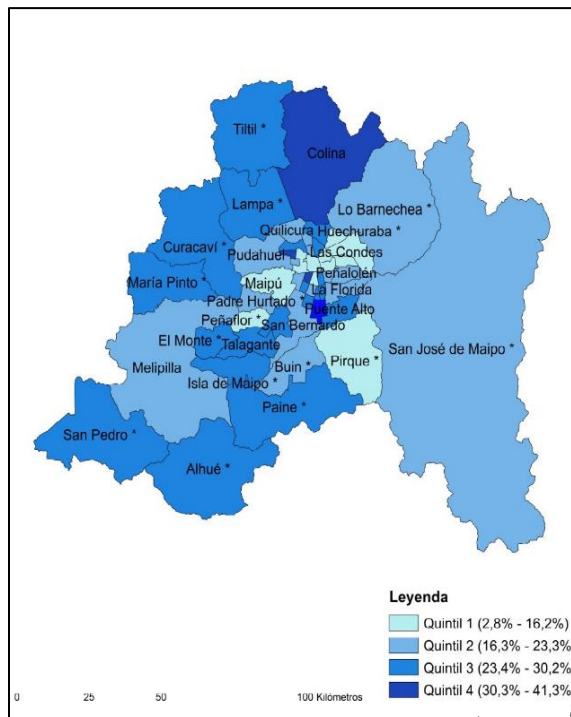 Tiltil *
Colina
Lampa *
Lo Barnechea *
Quilicura Huechuraba *
Curacaví *
Las Condes
Pudahuel
María Pinto *
Maipú
Peñalolén
La Florida
Padre Hurtado *
Puente Alto
Peñaflor *
San Bernardo
El Monte *
Talagante
San José de Maipo *
Melipilla
Buin *
Pirque *
Isla de Maipo *
Paine *
San Pedro *
Alhué *
Leyenda
Quintil 1 (2,8% - 16,2%)
Quintil 2 (16,3% - 23,3%)
Quintil 3 (23,4% - 30,2%)
Quintil 4 (30,3% - 41,3%)
0 25 50 100 Kilómetros